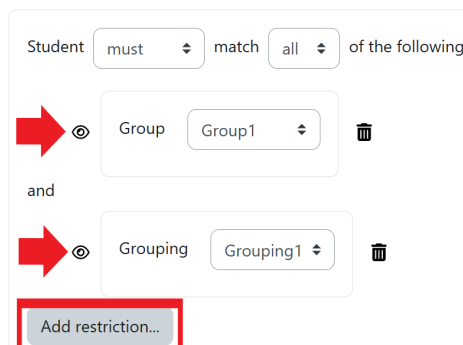 Student must match all of the following
Group Group1
and
Grouping Grouping1
Add restriction...